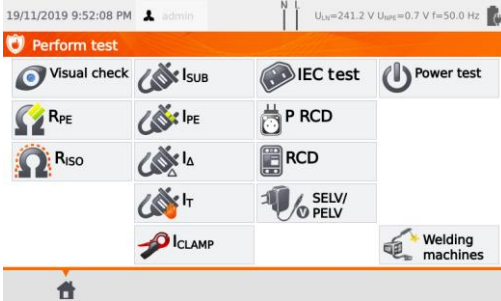 19/11/2019 9:52:08 PM admin N L U_LN=241.2 V U_NPE=0.7 V f=50.0 Hz
Perform test
Visual check I_SUB IEC test Power test
R_PE I_PE P RCD
R_ISO I_Δ RCD
I_T SELV/
V PELV
I_CLAMP Welding
machines